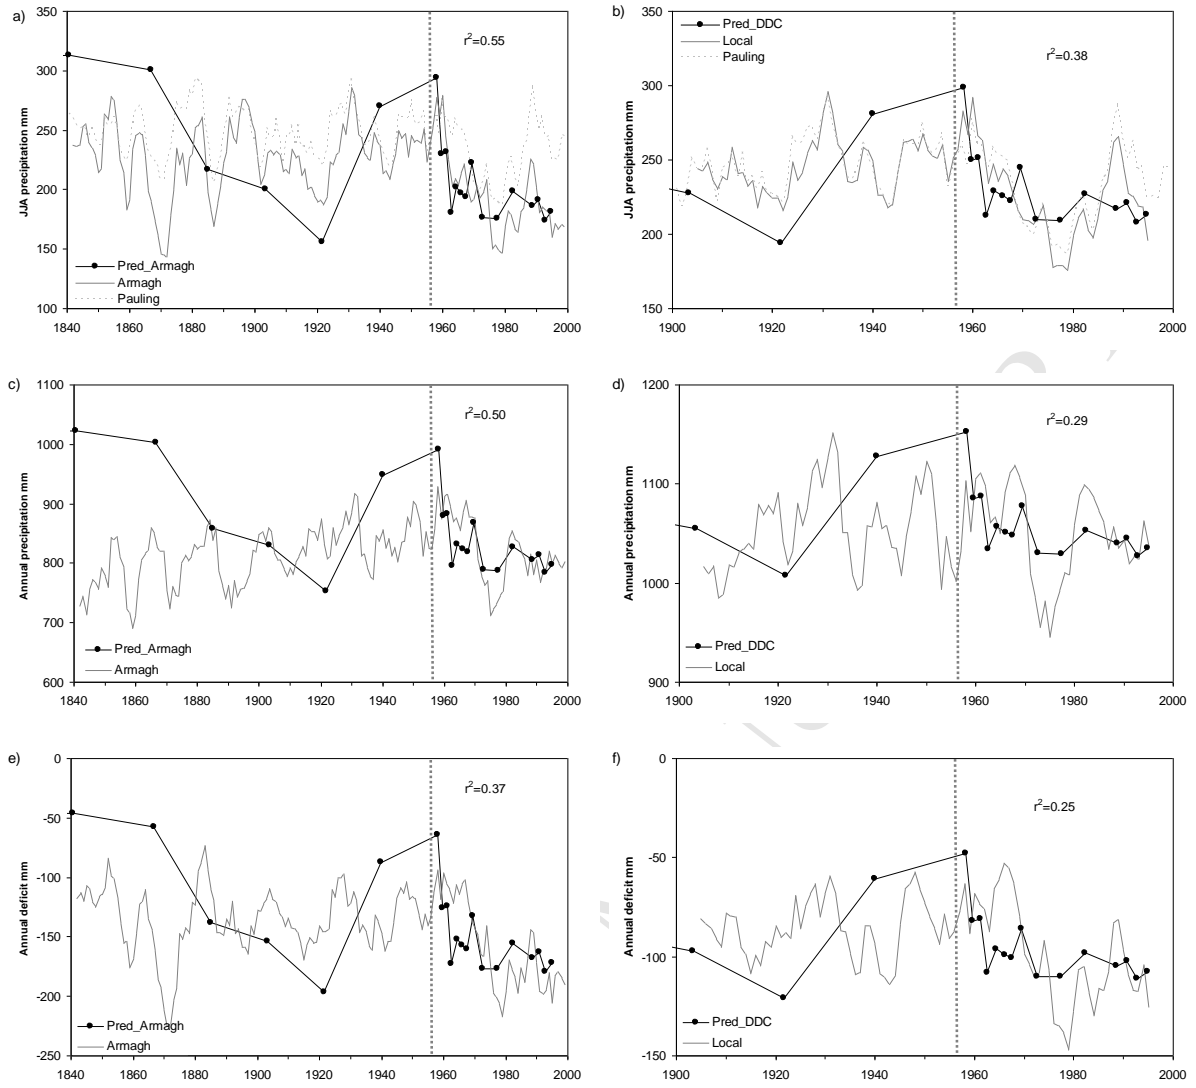 a)
JJA precipitation mm
350
300
250
200
150
100
r²=0.55
Pred_Armagh
Armagh
Pauling
1840 1860 1880 1900 1920 1940 1960 1980 2000
b)
JJA precipitation mm
350
300
250
200
150
Pred_DDC
Local
Pauling
r²=0.38
1900 1920 1940 1960 1980 2000
c)
Annual precipitation mm
1100
1000
900
800
700
600
r²=0.50
Pred_Armagh
Armagh
1840 1860 1880 1900 1920 1940 1960 1980 2000
d)
Annual precipitation mm
1200
1100
1000
900
r²=0.29
Pred_DDC
Local
1900 1920 1940 1960 1980 2000
e)
Annual deficit mm
0
-50
-100
-150
-200
-250
r²=0.37
Pred_Armagh
Armagh
1840 1860 1880 1900 1920 1940 1960 1980 2000
f)
Annual deficit mm
0
-50
-100
-150
r²=0.25
Pred_DDC
Local
1900 1920 1940 1960 1980 2000